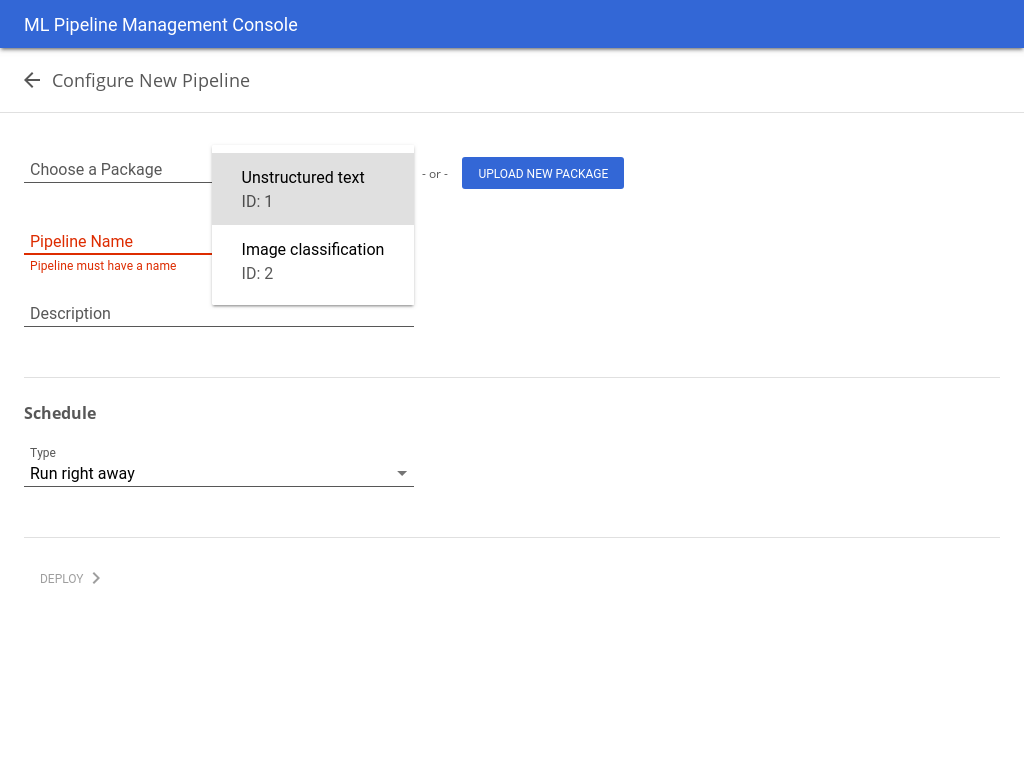 ML Pipeline Management Console
Configure New Pipeline
Choose a Package
Unstructured text
ID: 1
Image classification
ID: 2
- or -
UPLOAD NEW PACKAGE
Pipeline Name
Pipeline must have a name
Description
Schedule
Type
Run right away
DEPLOY